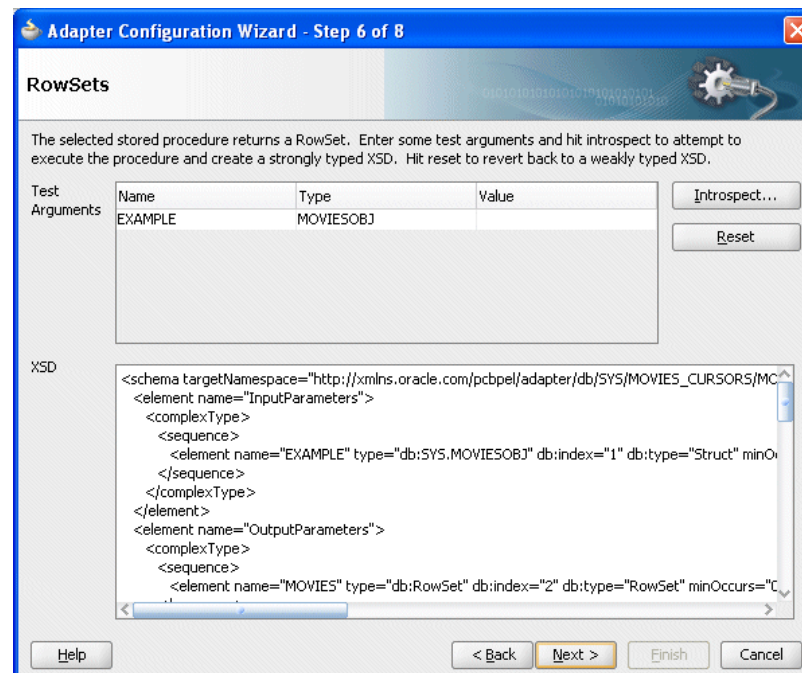 Adapter Configuration Wizard - Step 6 of 8
RowSets
The selected stored procedure returns a RowSet. Enter some test arguments and hit introspect to attempt to
execute the procedure and create a strongly typed XSD. Hit reset to revert back to a weakly typed XSD.
Test
Arguments
Name Type Value
EXAMPLE MOVIESOBJ
Introspect...
Reset
XSD
<schema targetNamespace="http://xmlns.oracle.com/pcbpel/adapter/db/SYS/MOVIES_CURSORS/MO
<element name="InputParameters">
<complexType>
<sequence>
<element name="EXAMPLE" type="db:SYS.MOVIESOBJ" db:index="1" db:type="Struct" minO
</sequence>
</complexType>
</element>
<element name="OutputParameters">
<complexType>
<sequence>
<element name="MOVIES" type="db:RowSet" db:index="2" db:type="RowSet" minOccurs="0
Help < Back Next > Finish Cancel